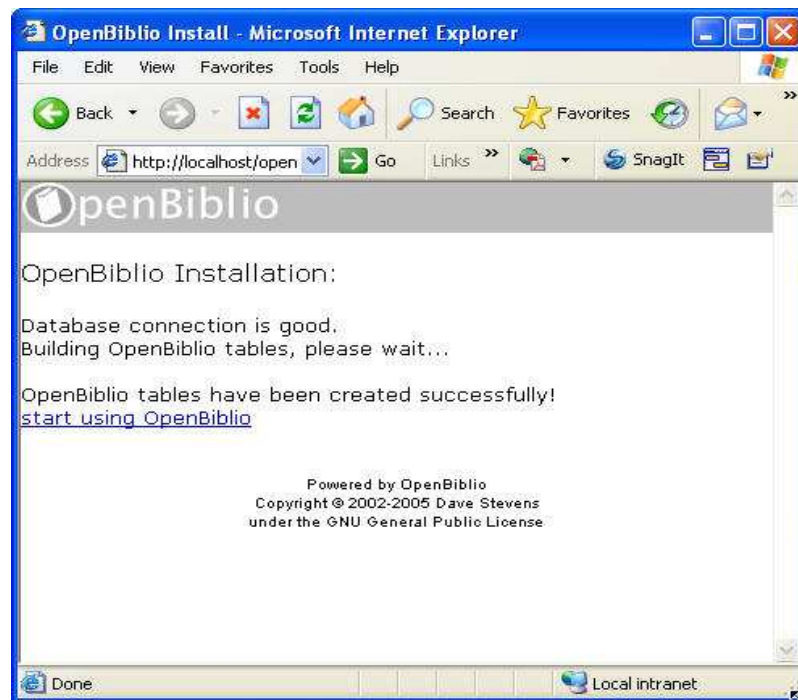 OpenBiblio Install - Microsoft Internet Explorer
File Edit View Favorites Tools Help
Back Search Favorites »
Address http://localhost/open Go Links » SnagIt
OpenBiblio
OpenBiblio Installation:
Database connection is good.
Building OpenBiblio tables, please wait...
OpenBiblio tables have been created successfully!
start using OpenBiblio
Powered by OpenBiblio
Copyright © 2002-2005 Dave Stevens
under the GNU General Public License
Done Local intranet